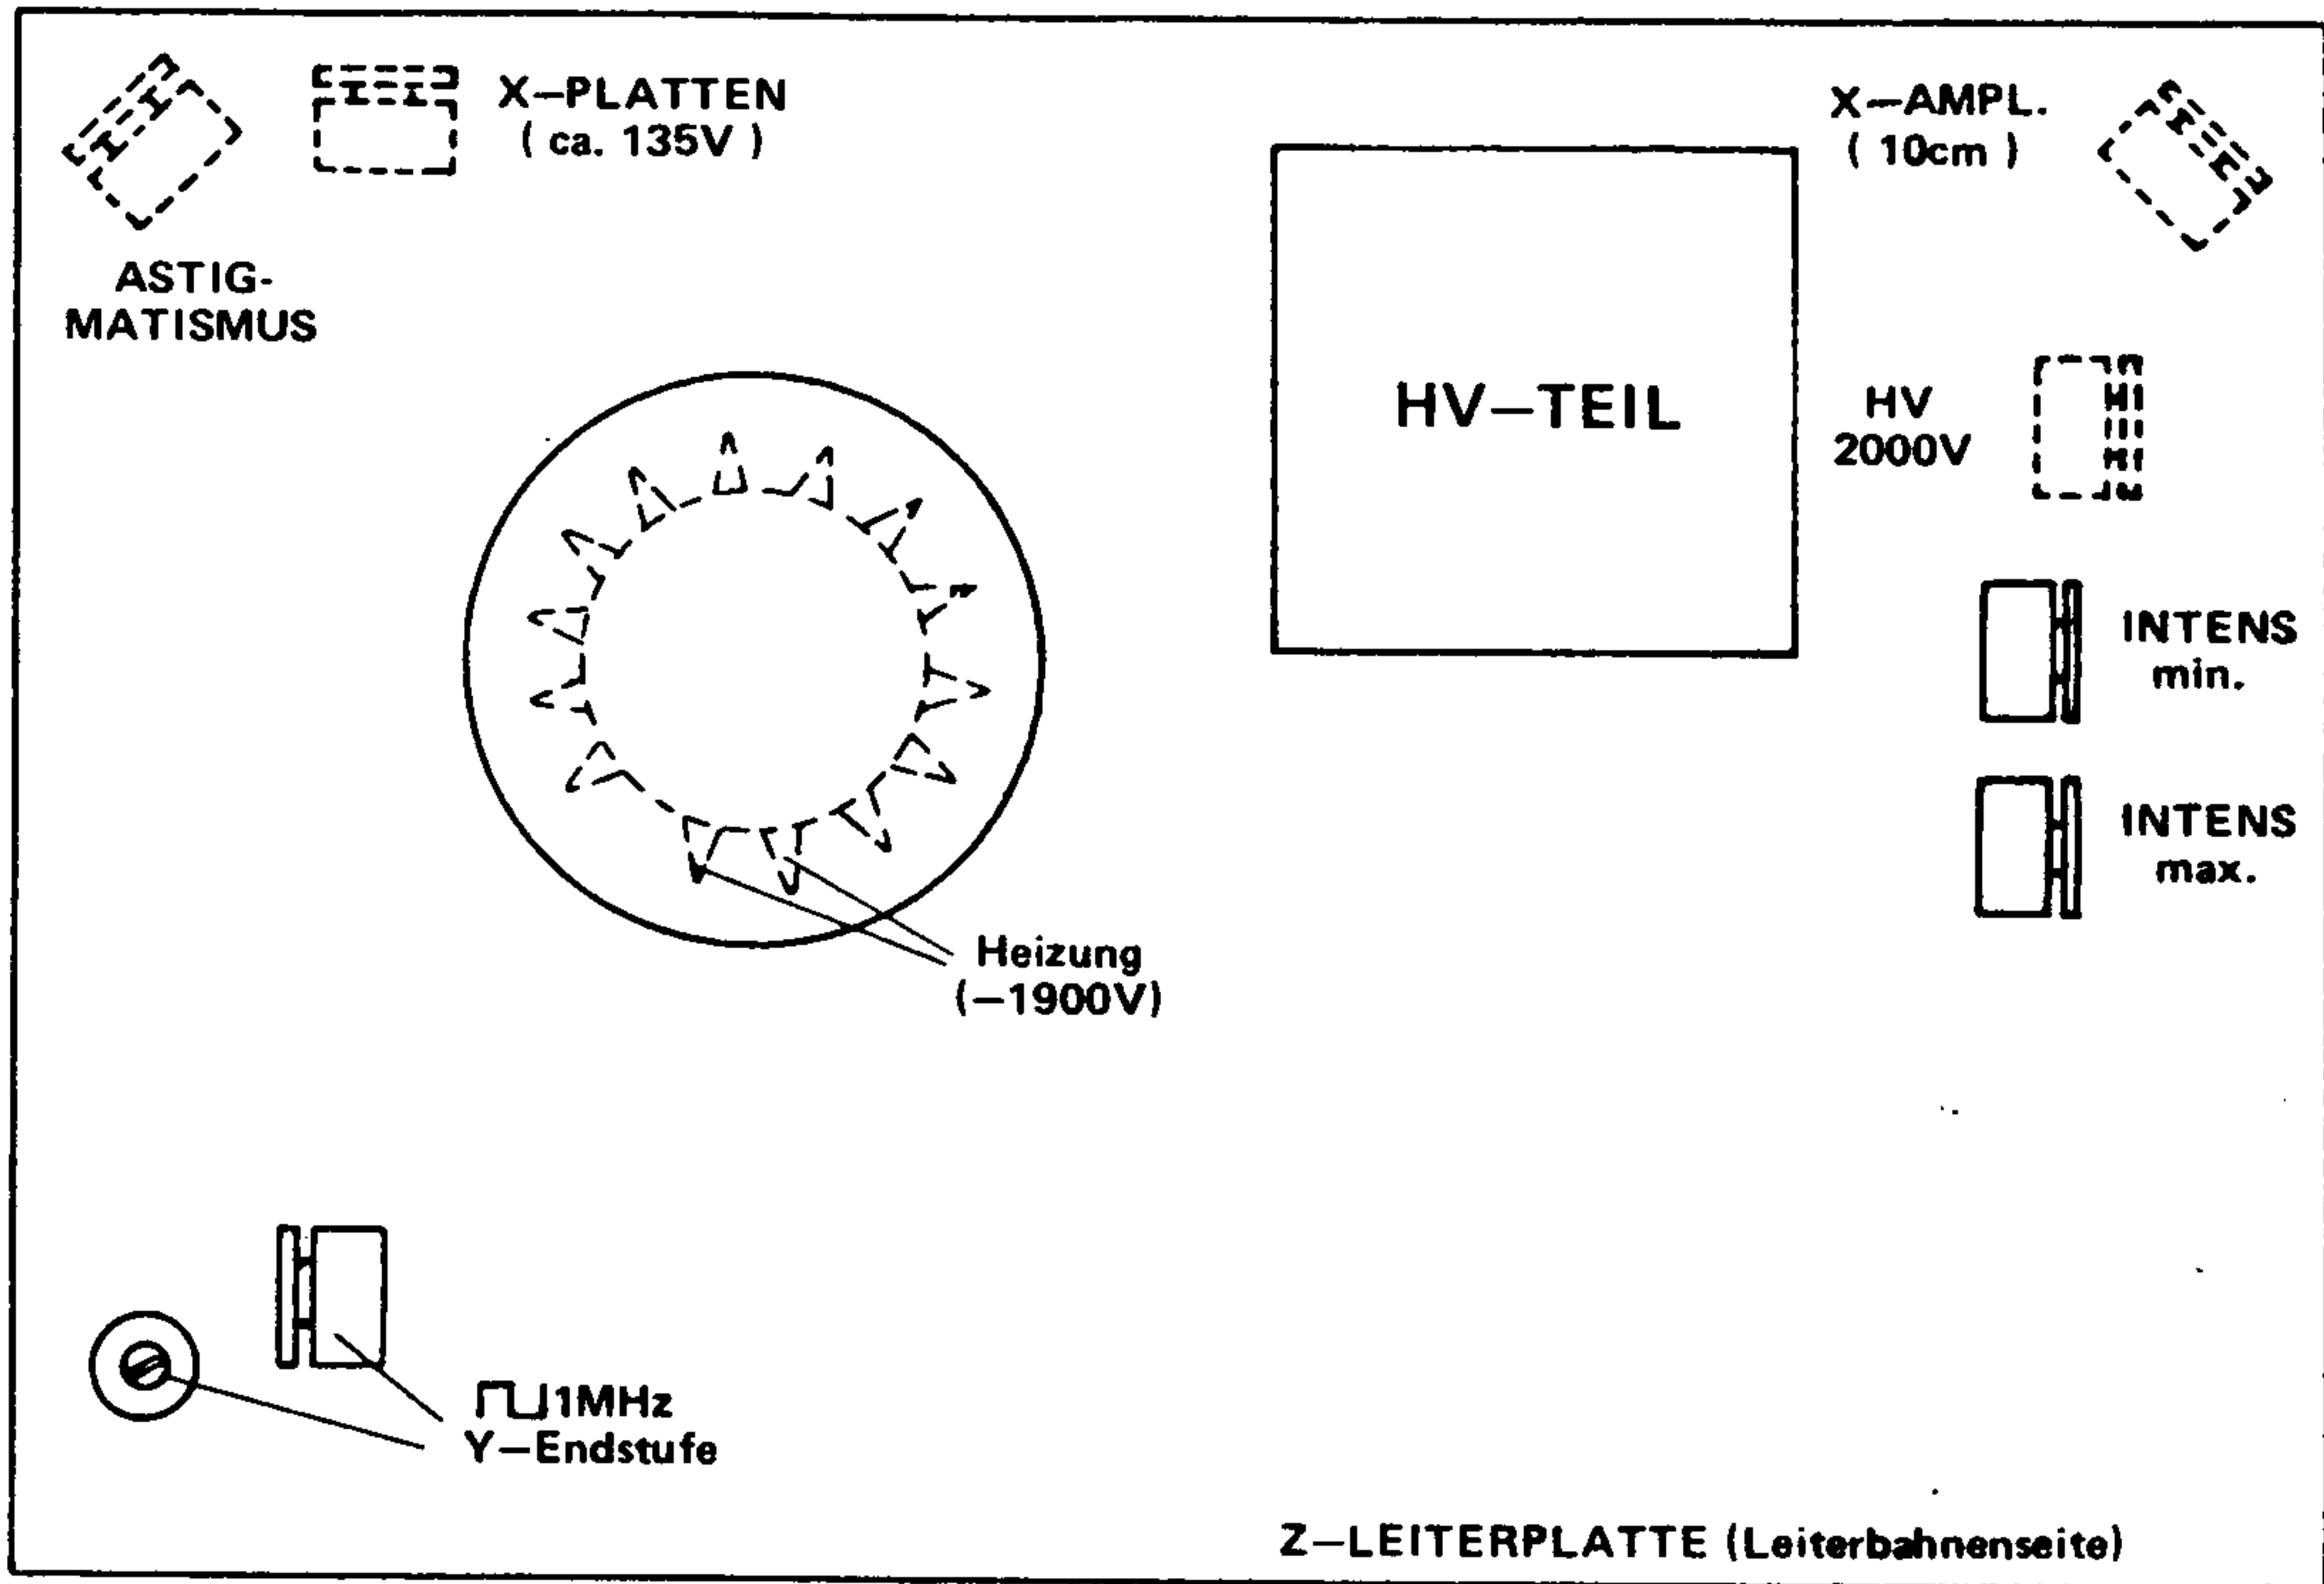 X—PLATTEN
( ca. 135V )
X—AMPL.
( 10cm )
ASTIG-
MATISMUS
HV—TEIL
HV
2000V
INTENS
min.
INTENS
max.
Heizung
(—1900V)
1MHz
Y—Endstufe
Z—LEITERPLATTE (Leiterbahnenseite)